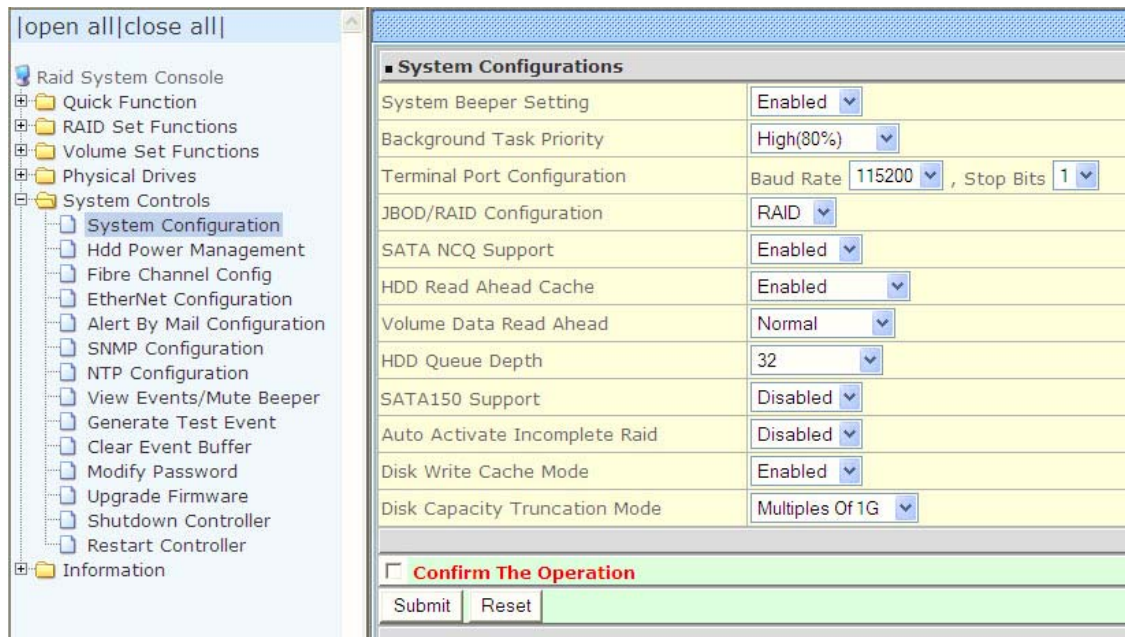 |open all|close all|
Raid System Console
Quick Function
RAID Set Functions
Volume Set Functions
Physical Drives
System Controls
System Configuration
Hdd Power Management
Fibre Channel Config
EtherNet Configuration
Alert By Mail Configuration
SNMP Configuration
NTP Configuration
View Events/Mute Beeper
Generate Test Event
Clear Event Buffer
Modify Password
Upgrade Firmware
Shutdown Controller
Restart Controller
Information
System Configurations
System Beeper Setting Enabled
Background Task Priority High(80%)
Terminal Port Configuration Baud Rate 115200 , Stop Bits 1
JBOD/RAID Configuration RAID
SATA NCQ Support Enabled
HDD Read Ahead Cache Enabled
Volume Data Read Ahead Normal
HDD Queue Depth 32
SATA150 Support Disabled
Auto Activate Incomplete Raid Disabled
Disk Write Cache Mode Enabled
Disk Capacity Truncation Mode Multiples Of 1G
Confirm The Operation
Submit Reset